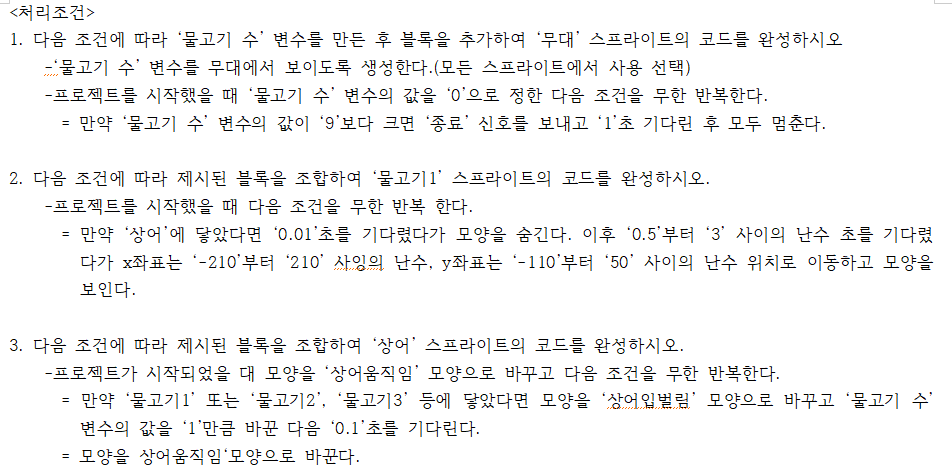 <처리조건>
1. 다음 조건에 따라 ‘물고기 수’ 변수를 만든 후 블록을 추가하여 ‘무대’ 스프라이트의 코드를 완성하시오
-‘물고기 수’ 변수를 무대에서 보이도록 생성한다.(모든 스프라이트에서 사용 선택)
-프로젝트를 시작했을 때 ‘물고기 수’ 변수의 값을 ‘0’으로 정한 다음 조건을 무한 반복한다.
= 만약 ‘물고기 수’ 변수의 값이 ‘9’보다 크면 ‘종료’ 신호를 보내고 ‘1’초 기다린 후 모두 멈춘다.
2. 다음 조건에 따라 제시된 블록을 조합하여 ‘물고기1’ 스프라이트의 코드를 완성하시오.
-프로젝트를 시작했을 때 다음 조건을 무한 반복 한다.
= 만약 ‘상어’에 닿았다면 ‘0.01’초를 기다렸다가 모양을 숨긴다. 이후 ‘0.5’부터 ‘3’ 사이의 난수 초를 기다렸
다가 x좌표는 ‘-210’부터 ‘210’ 사잉의 난수, y좌표는 ‘-110’부터 ‘50’ 사이의 난수 위치로 이동하고 모양을
보인다.
3. 다음 조건에 따라 제시된 블록을 조합하여 ‘상어’ 스프라이트의 코드를 완성하시오.
-프로젝트가 시작되었을 대 모양을 ‘상어움직임’ 모양으로 바꾸고 다음 조건을 무한 반복한다.
= 만약 ‘물고기1’ 또는 ‘물고기2’, ‘물고기3’ 등에 닿았다면 모양을 ‘상어입벌림’ 모양으로 바꾸고 ‘물고기 수’
변수의 값을 ‘1’만큼 바꾼 다음 ‘0.1’초를 기다린다.
= 모양을 상어움직임‘모양으로 바꾼다.